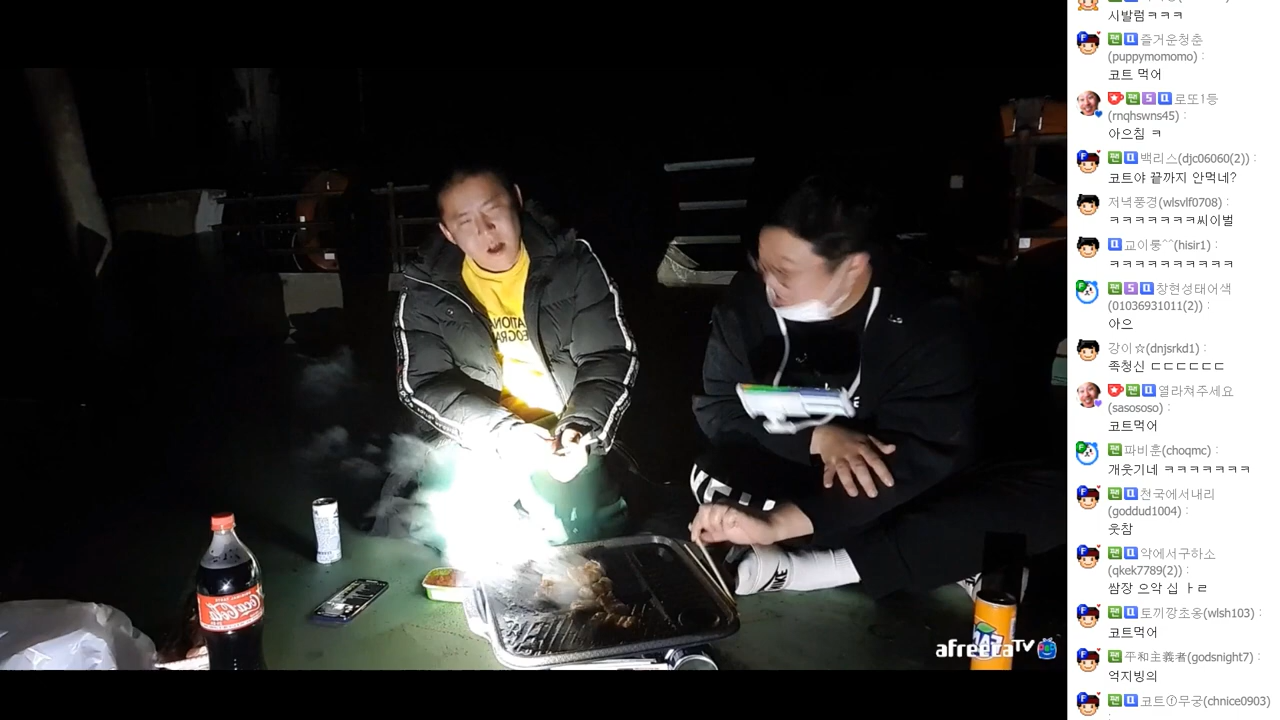 시발럼ㅋㅋㅋ
즐거운청춘
(puppymomomo) :
코트 먹어
로또1등
(rnqhswns45) :
아으침 ㅋ
백리스(djc06060(2)) :
코트야 끝까지 안먹네?
저녁풍경(wlsvlf0708) :
ㅋㅋㅋㅋㅋㅋㅋ씨이벌
교이룽^^(hisir1) :
ㅋㅋㅋㅋㅋㅋㅋㅋㅋㅋ
창현성태어색
(01036931011(2)) :
아으
강이☆(dnjsrkd1) :
족청신 ㄷㄷㄷㄷㄷㄷ
열라쳐주세요
(sasososo) :
코트먹어
파비훈(choqmc) :
개웃기네 ㅋㅋㅋㅋㅋㅋㅋ
천국에서내리
(goddud1004) :
웃참
악에서구하소
(qkek7789(2)) :
쌈장 으악 십 ㅏㄹ
토끼깡초옹(wlsh103) :
코트먹어
平和主義者(godsnight7) :
억지빙의
코트ⓕ무궁(chnice0903)
:
Coca-Cola
NIKE
afreecaTV